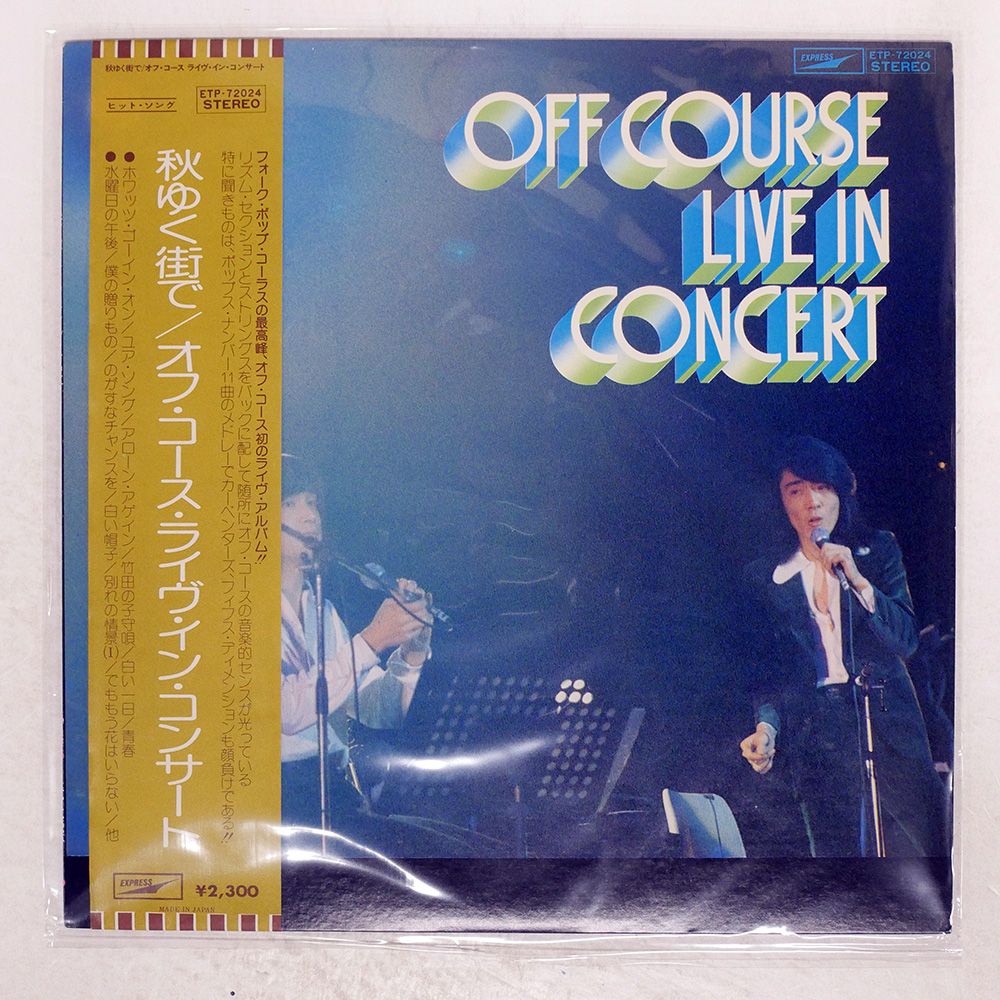 秋ゆく街で/オフ・コース ライヴ・イン・コンサート
ヒット・ソング
ETP-72024
STEREO
フォーク・ポップ・コーラスの最高峰、オフ・コース初のライヴ・アルバム!!
リズム・セクションとストリングスをバックに配して随所にオフ・コースの音楽的センスが光っている
特に聞きものは、ポップス・ナンバー11曲のメドレーでカーペンターズ、フィフス・ディメンションも顔負けである!!
秋ゆく街で/オフ・コース・ライヴ・イン・コンサート
●ホワッツ・ゴーイン・オン/ユア・ソング/アローン・アゲイン/竹田の子守唄/白い一日/青春
●水曜日の午後/僕の贈りもの/のがすなチャンスを/白い帽子/別れの情景(I)/でももう花はいらない/他
EXPRESS
¥2,300
MADE IN JAPAN
EXPRESS
ETP-72024
STEREO
OFF COURSE
LIVE IN
CONCERT